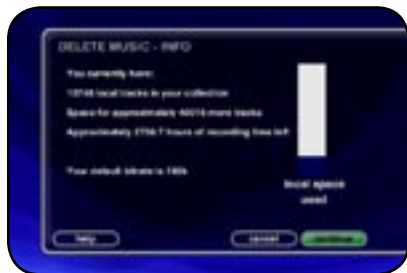 DELETE MUSIC - INFO
You currently have:
local tracks in your collection
Space for approximately more tracks
Approximately hours of recording time left
Your default bitrate is
local space
used
help
cancel
continue